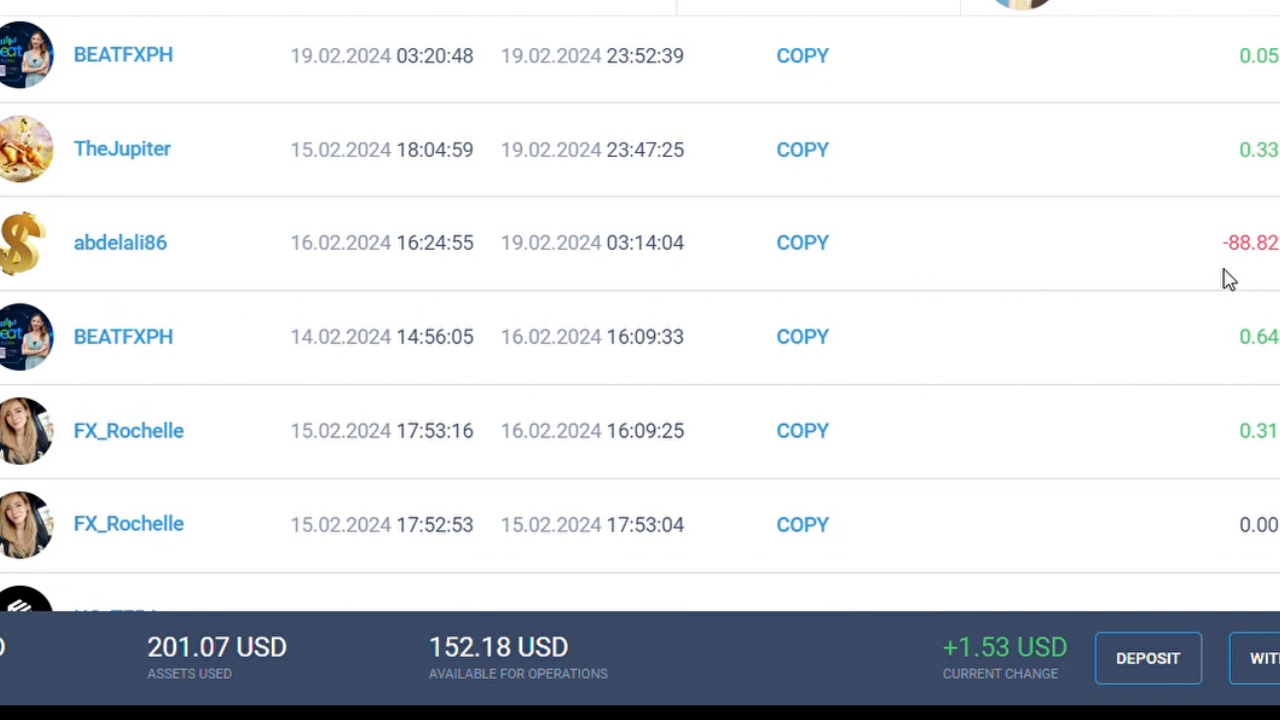 BEATFXPH 19.02.2024 03:20:48 19.02.2024 23:52:39 COPY 0.05
TheJupiter 15.02.2024 18:04:59 19.02.2024 23:47:25 COPY 0.33
abdelali86 16.02.2024 16:24:55 19.02.2024 03:14:04 COPY -88.82
BEATFXPH 14.02.2024 14:56:05 16.02.2024 16:09:33 COPY 0.64
FX_Rochelle 15.02.2024 17:53:16 16.02.2024 16:09:25 COPY 0.31
FX_Rochelle 15.02.2024 17:52:53 15.02.2024 17:53:04 COPY 0.00
201.07 USD 152.18 USD +1.53 USD DEPOSIT WIT
ASSETS USED AVAILABLE FOR OPERATIONS CURRENT CHANGE